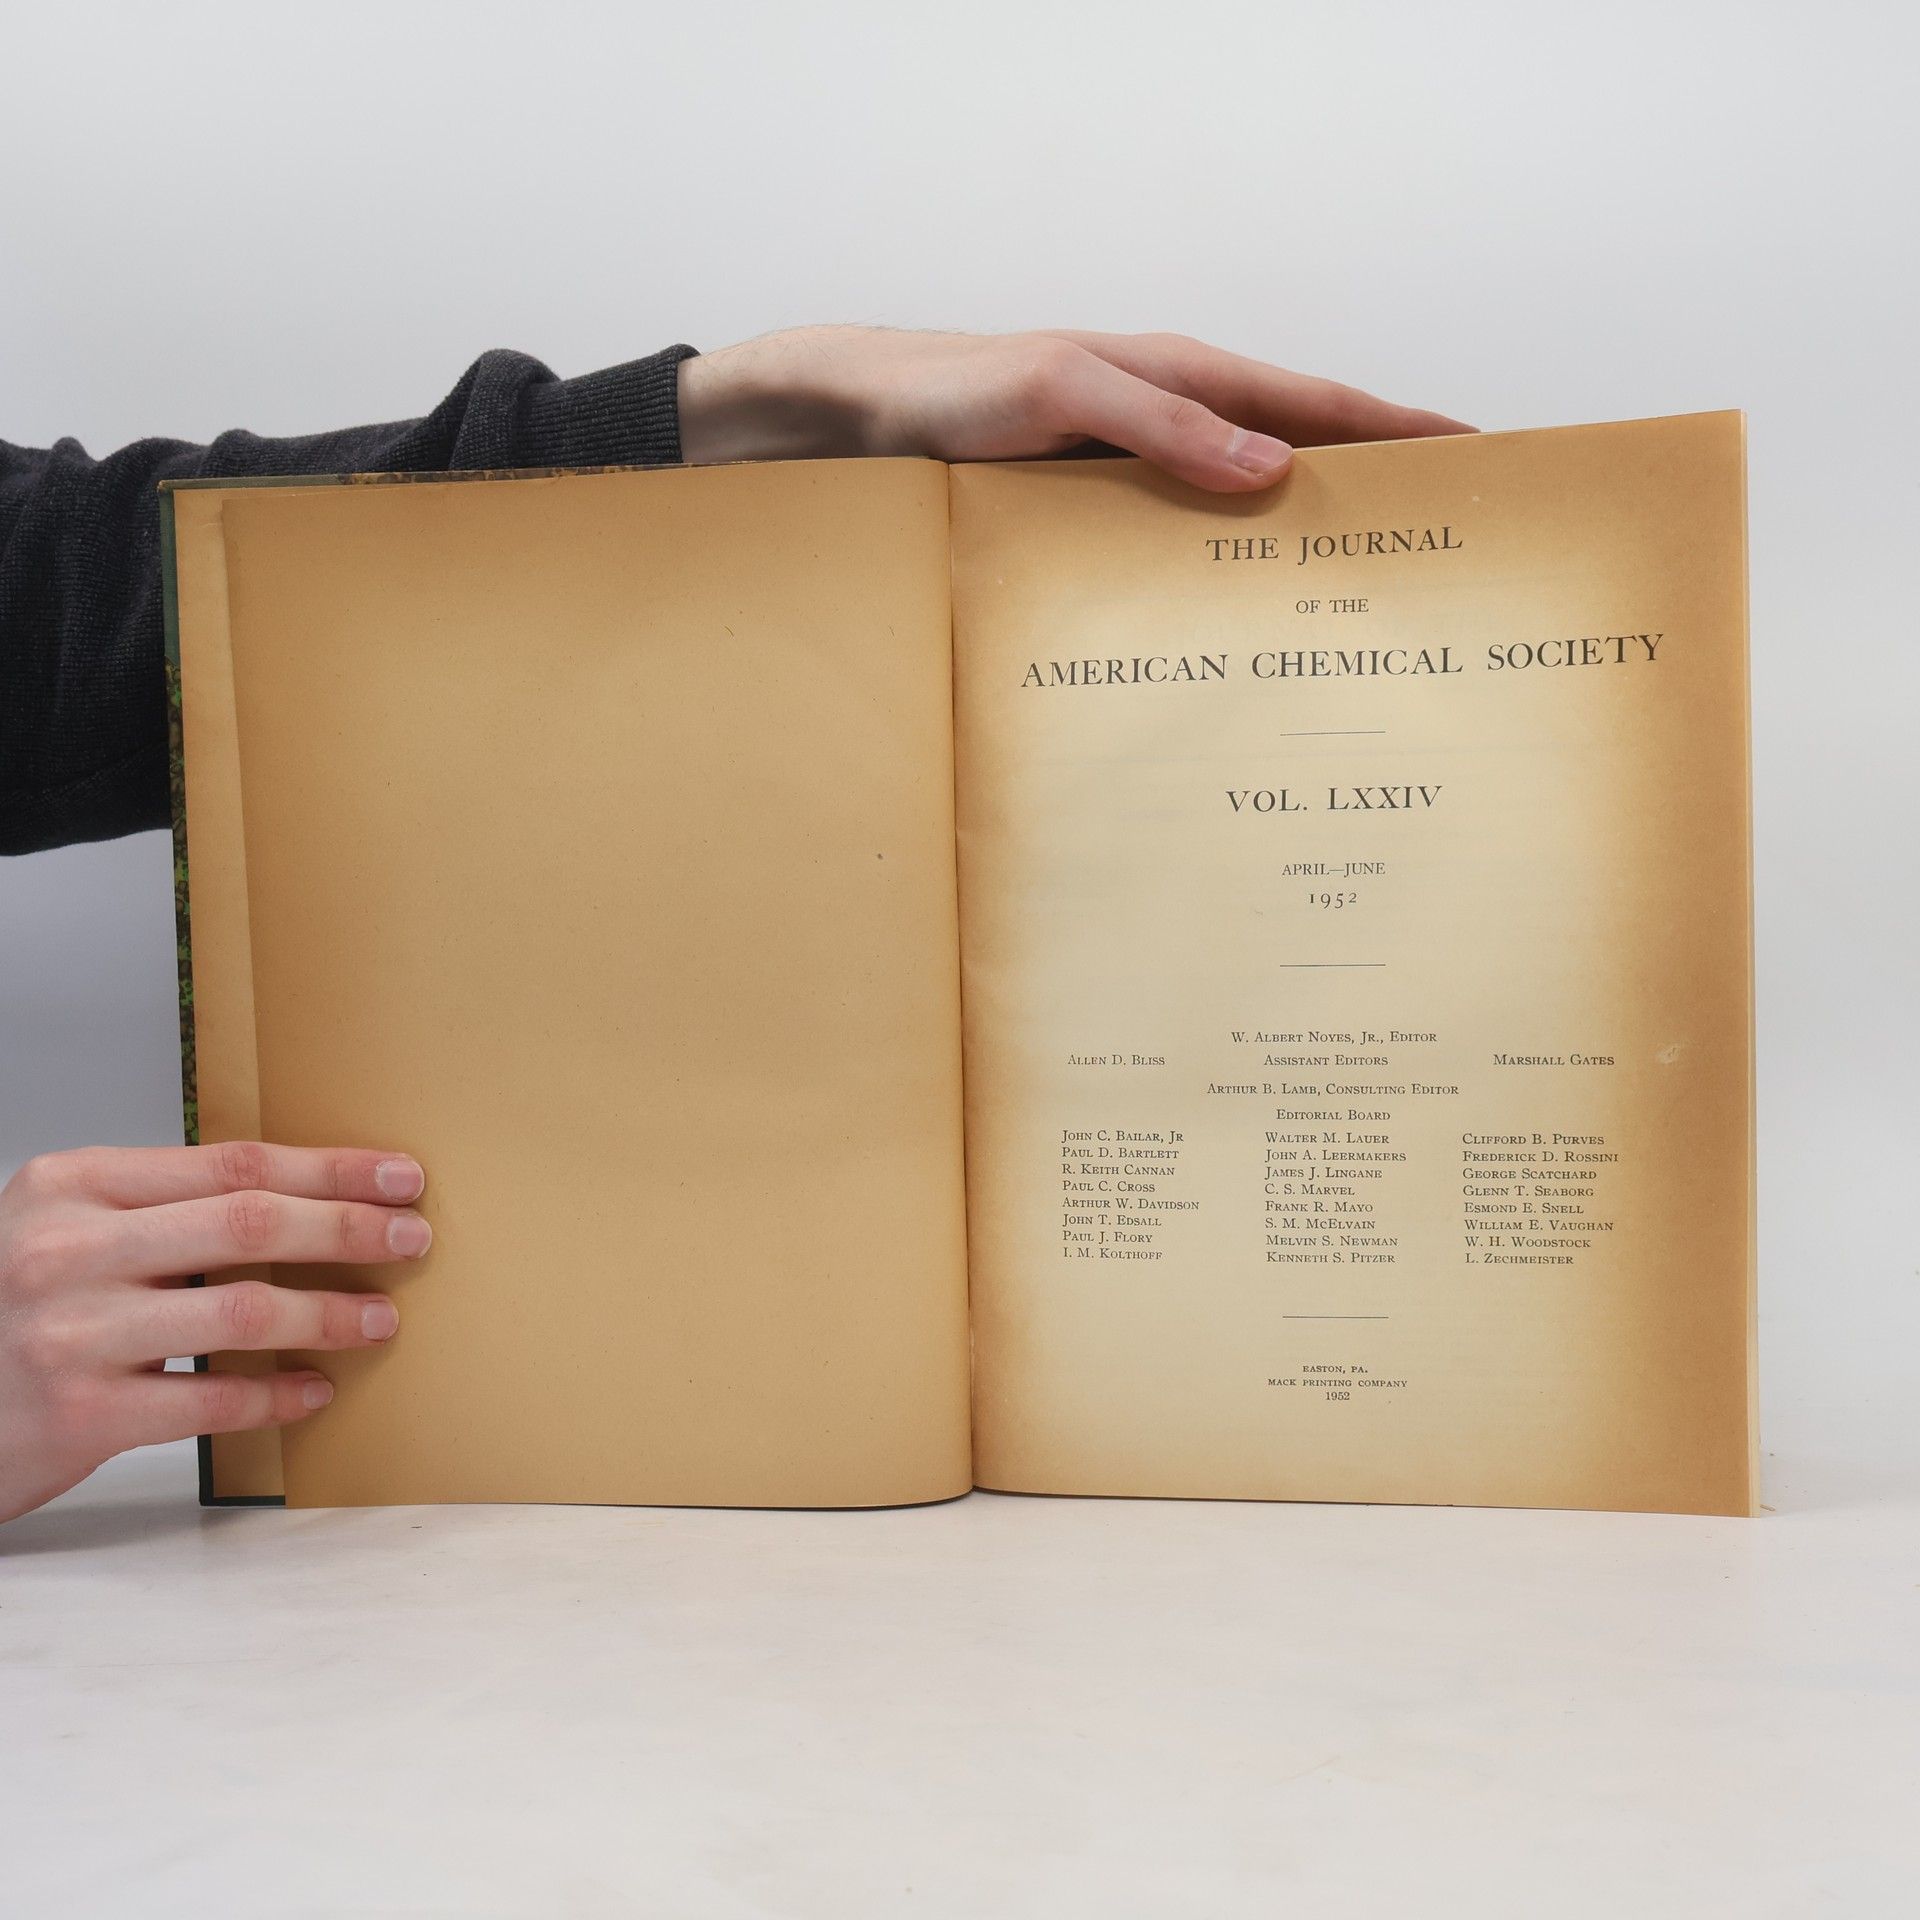 THE JOURNAL
OF THE
AMERICAN CHEMICAL SOCIETY
VOL. LXXIV
APRIL—JUNE
1952
W. ALBERT NOYES, JR., EDITOR
ALLEN D. BLISS ASSISTANT EDITORS MARSHALL GATES
ARTHUR B. LAMB, CONSULTING EDITOR
EDITORIAL BOARD
JOHN C. BAILAR, JR WALTER M. LAUER CLIFFORD B. PURVES
PAUL D. BARTLETT JOHN A. LEERMAKERS FREDERICK D. ROSSINI
R. KEITH CANNAN JAMES J. LINGANE GEORGE SCATCHARD
PAUL C. CROSS C. S. MARVEL GLENN T. SEABORG
ARTHUR W. DAVIDSON FRANK R. MAYO ESMOND E. SNELL
JOHN T. EDSALL S. M. MCELVAIN WILLIAM E. VAUGHAN
PAUL J. FLORY MELVIN S. NEWMAN W. H. WOODSTOCK
I. M. KOLTHOFF KENNETH S. PITZER L. ZECHMEISTER
EASTON, PA.
MACK PRINTING COMPANY
1952